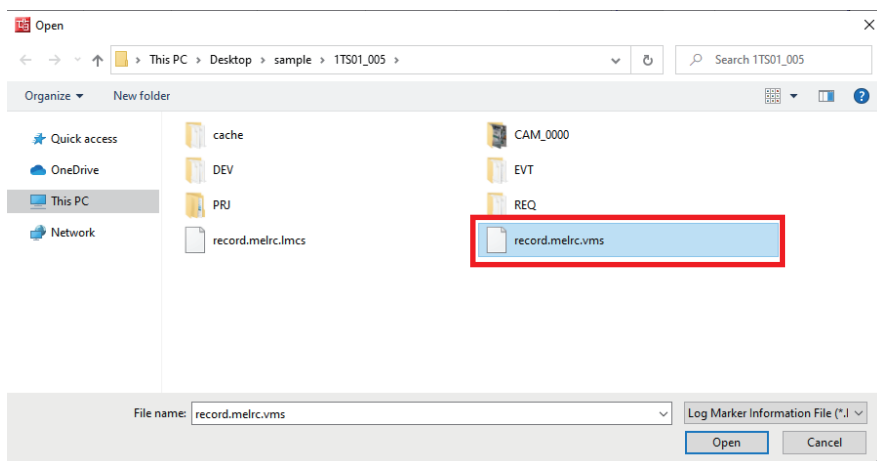 Open
This PC > Desktop > sample > 1TS01_005 >
Search 1TS01_005
Organize
New folder
Quick access
OneDrive
This PC
Network
cache
CAM_0000
DEV
EVT
PRJ
REQ
record.melrc.lmcs
record.melrc.vms
File name: record.melrc.vms
Log Marker Information File (*.l
Open
Cancel